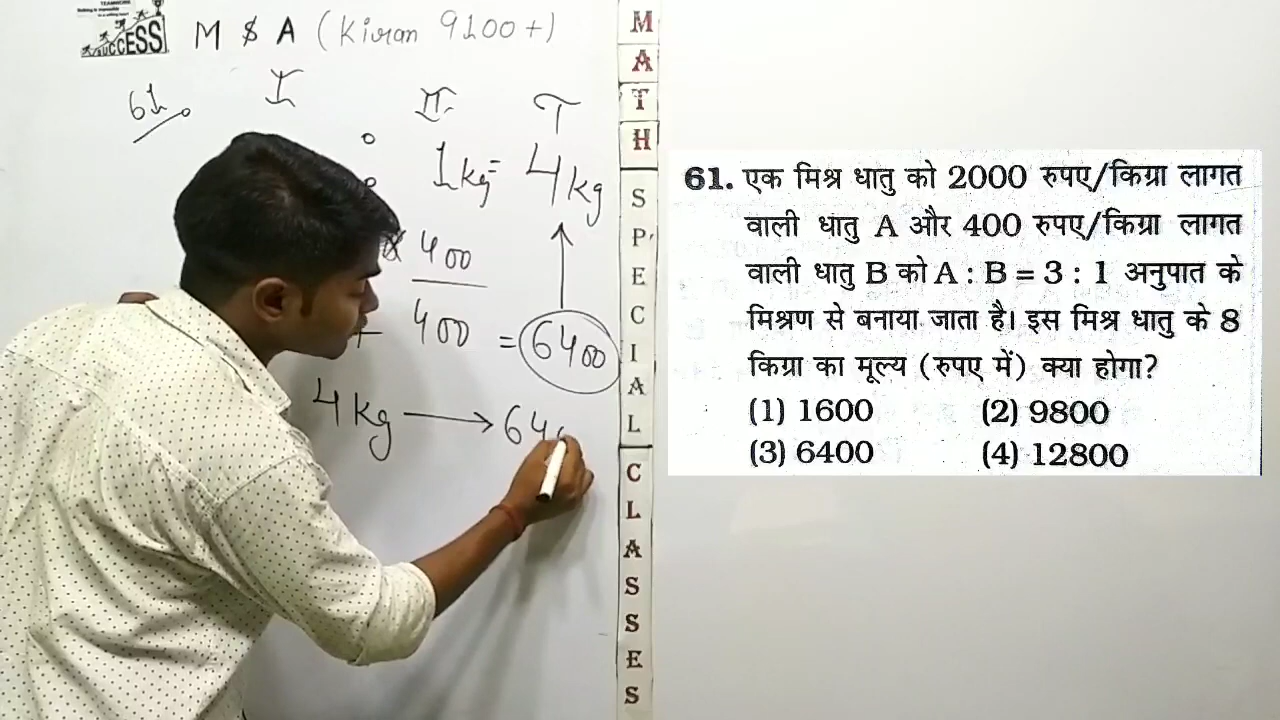 TEAMWORK
SUCCESS
M $ A (Kiran 9100+)
61.
I
II
T
1kg = 4kg
400
400 = 6400
4kg → 64
M
A
T
H
S
P
E
C
I
A
L
C
L
A
S
S
E
S
61. एक मिश्र धातु को 2000 रुपए/किग्रा लागत
वाली धातु A और 400 रुपए/किग्रा लागत
वाली धातु B को A : B = 3 : 1 अनुपात के
मिश्रण से बनाया जाता है। इस मिश्र धातु के 8
किग्रा का मूल्य (रुपए में) क्या होगा?
(1) 1600 (2) 9800
(3) 6400 (4) 12800